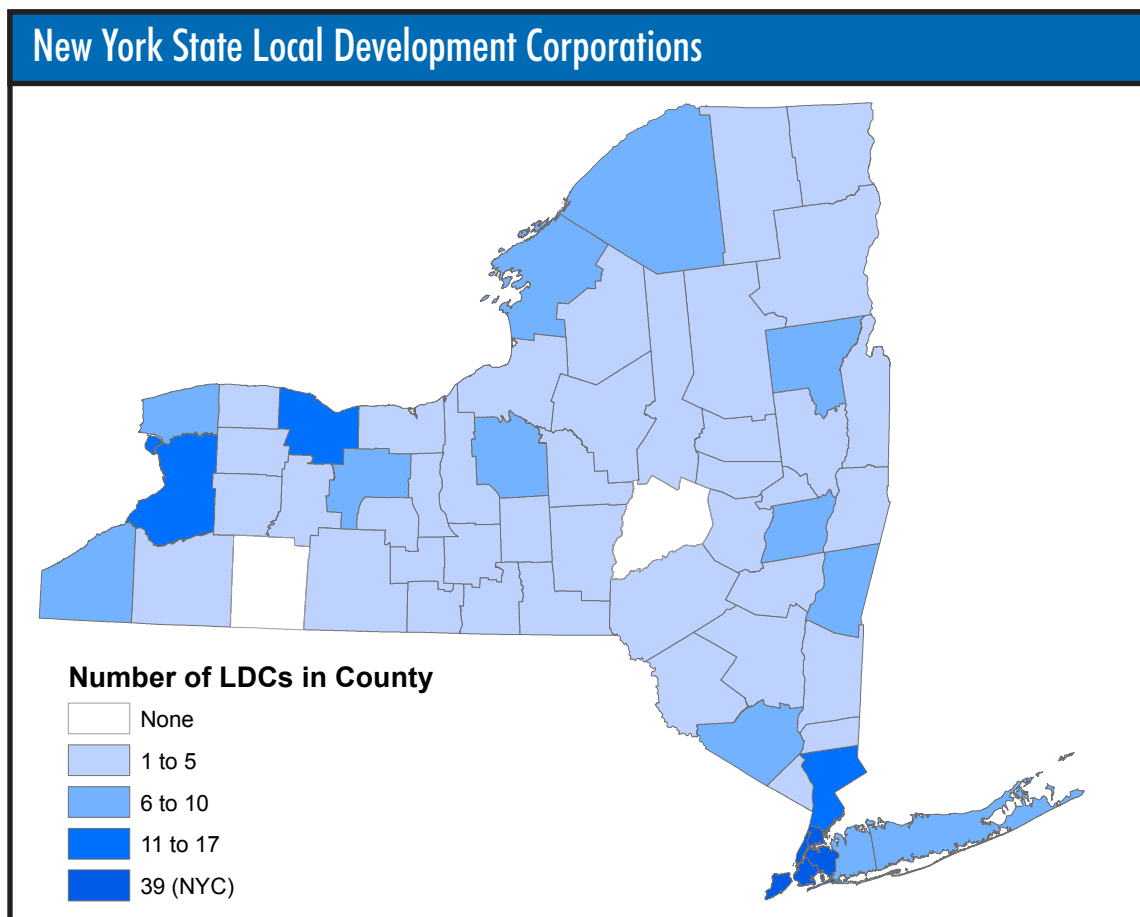 New York State Local Development Corporations
Number of LDCs in County
None
1 to 5
6 to 10
11 to 17
39 (NYC)